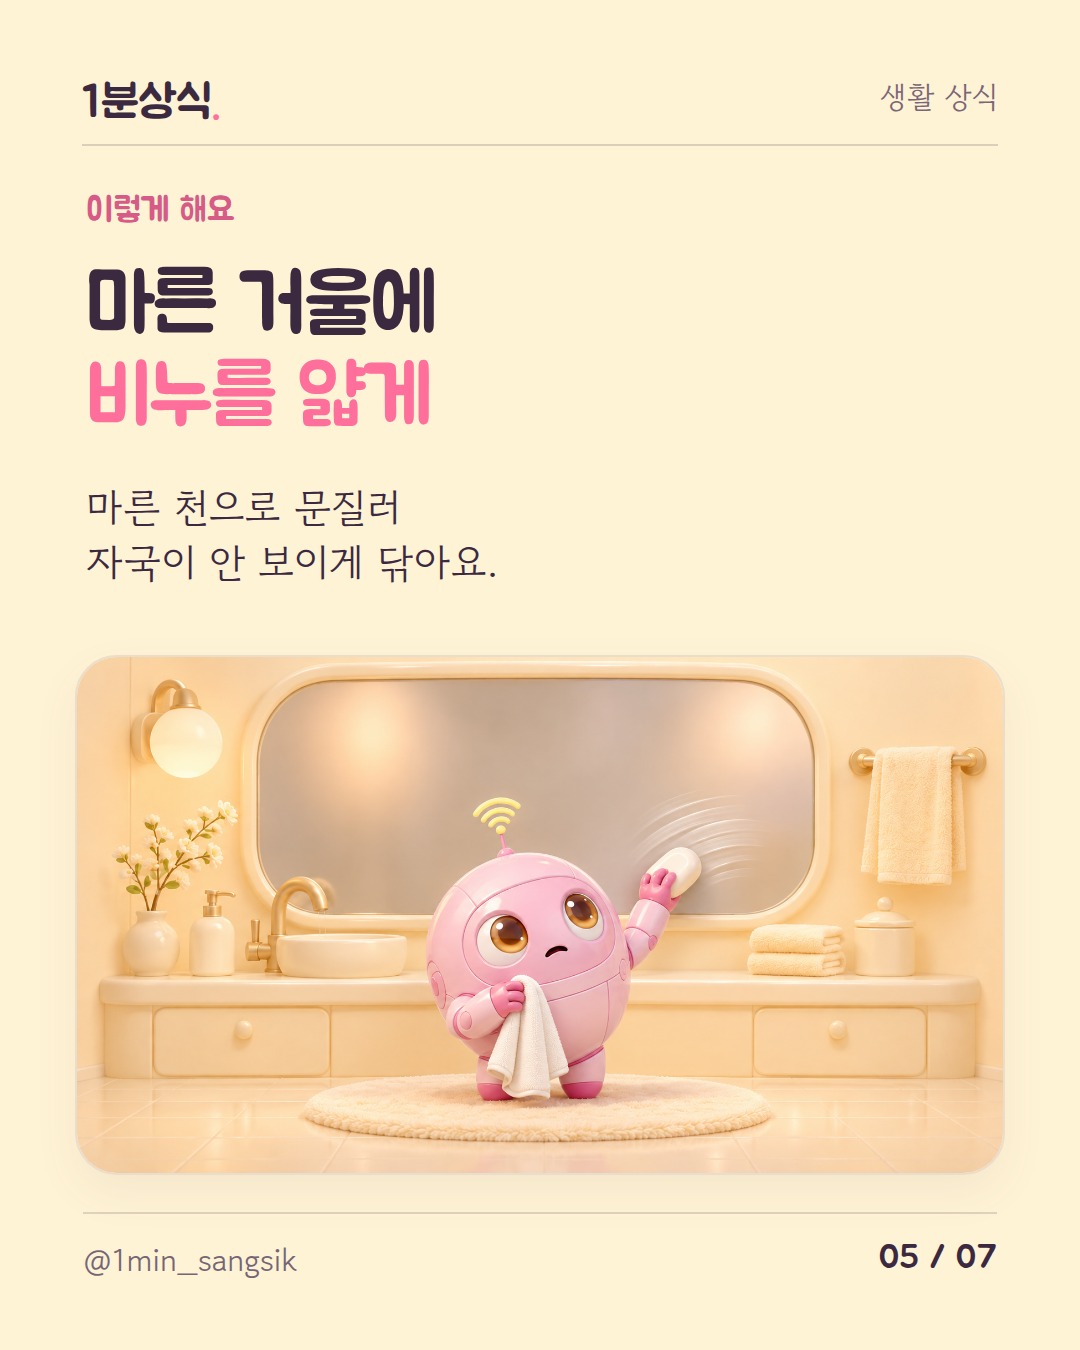 1분상식.
생활 상식
이렇게 해요
마른 거울에
비누를 얇게
마른 천으로 문질러
자국이 안 보이게 닦아요.
@1min_sangsik
05 / 07